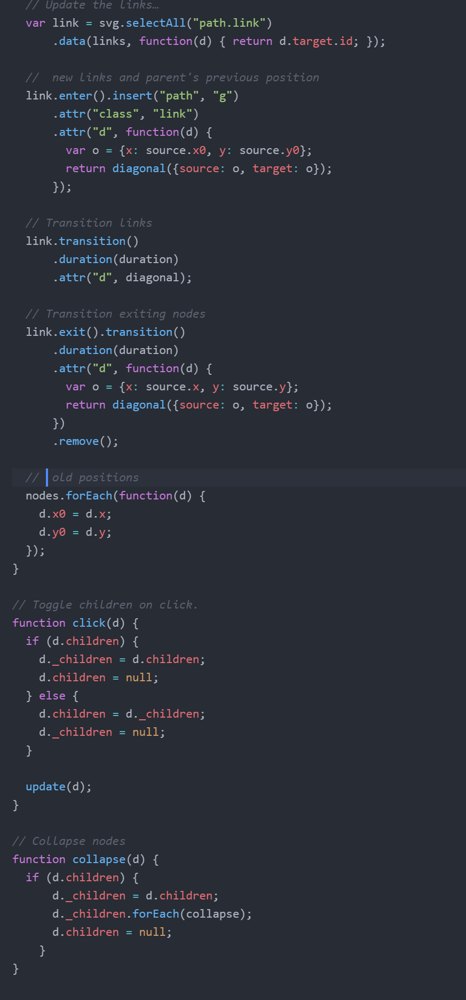 // Update the links…
var link = svg.selectAll("path.link")
.data(links, function(d) { return d.target.id; });
//  new links and parent's previous position
link.enter().insert("path", "g")
.attr("class", "link")
.attr("d", function(d) {
var o = {x: source.x0, y: source.y0};
return diagonal({source: o, target: o});
});
// Transition links
link.transition()
.duration(duration)
.attr("d", diagonal);
// Transition exiting nodes
link.exit().transition()
.duration(duration)
.attr("d", function(d) {
var o = {x: source.x, y: source.y};
return diagonal({source: o, target: o});
})
.remove();
//  old positions
nodes.forEach(function(d) {
d.x0 = d.x;
d.y0 = d.y;
});
}
// Toggle children on click.
function click(d) {
if (d.children) {
d._children = d.children;
d.children = null;
} else {
d.children = d._children;
d._children = null;
}
update(d);
}
// Collapse nodes
function collapse(d) {
if (d.children) {
d._children = d.children;
d._children.forEach(collapse);
d.children = null;
}
}